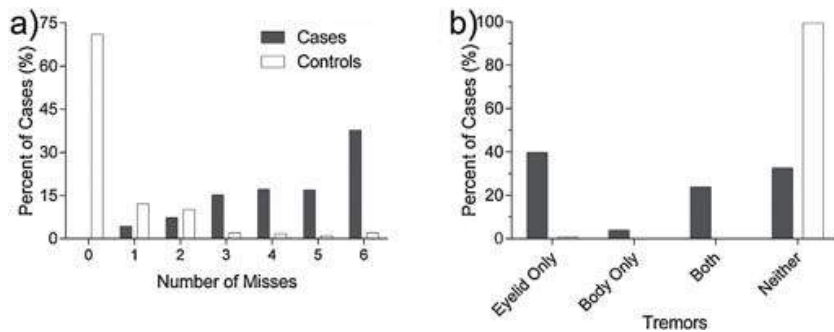 a)
75
60
45
30
15
0
Percent of Cases (%)
Cases
Controls
0 1 2 3 4 5 6
Number of Misses
b)
100
80
60
40
20
0
Percent of Cases (%)
Eyelid Only
Body Only
Both
Neither
Tremors